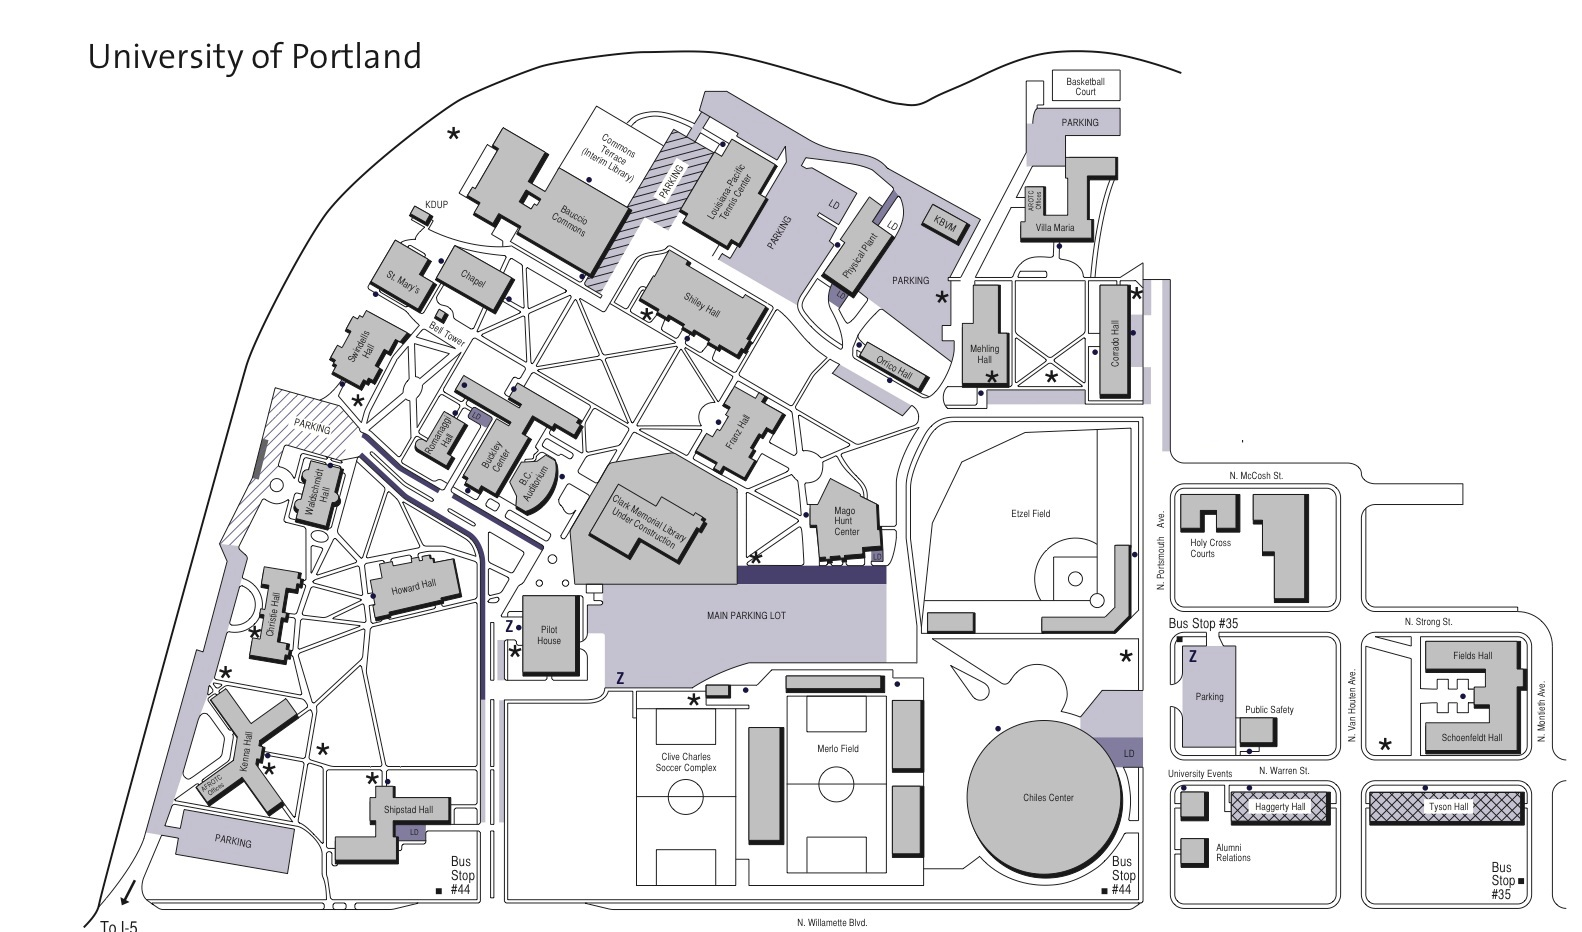 University of Portland
Basketball
Court
PARKING
Commons
Terrace
(Interim Library)
PARKING
Louisiana-Pacific
Tennis Center
LD
PARKING
LD
KBVM
AROTC
Offices
Villa Maria
KDUP
Bauccio
Commons
Physical Plant
PARKING
LD
St. Mary's
Chapel
Shiley Hall
Bell Tower
Swindells
Hall
Orrico Hall
Mehling
Hall
Corrado Hall
PARKING
Romanaggi
Hall
LD
Buckley
Center
B.C.
Auditorium
Franz Hall
Waldschmidt
Hall
Clark Memorial Library
Under Construction
Mago
Hunt
Center
LD
Etzel Field
N. McCosh St.
N. Portsmouth Ave.
Holy Cross
Courts
Howard Hall
Christie Hall
Z
Pilot
House
MAIN PARKING LOT
Z
Bus Stop #35
Z
N. Strong St.
Fields Hall
Parking
Public Safety
N. Van Houten Ave.
Schoenfeldt Hall
N. Montieth Ave.
Kenna Hall
AFROTC
Offices
Clive Charles
Soccer Complex
Merlo Field
LD
Chiles Center
University Events
N. Warren St.
Haggerty Hall
Tyson Hall
Shipstad Hall
LD
PARKING
Alumni
Relations
Bus
Stop
#44
Bus
Stop
#44
Bus
Stop
#35
To I-5
N. Willamette Blvd.